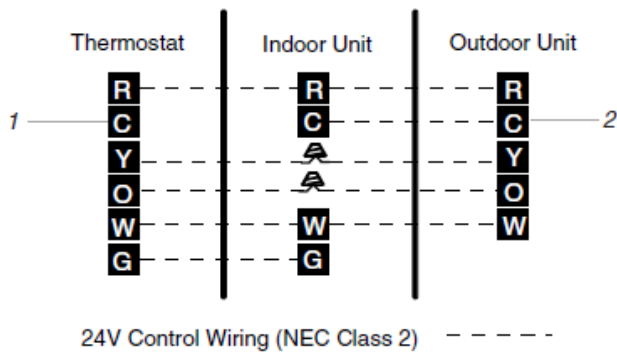 Thermostat Indoor Unit Outdoor Unit
R R R
1 C C C 2
Y Y
O O
W W W
G G
24V Control Wiring (NEC Class 2)